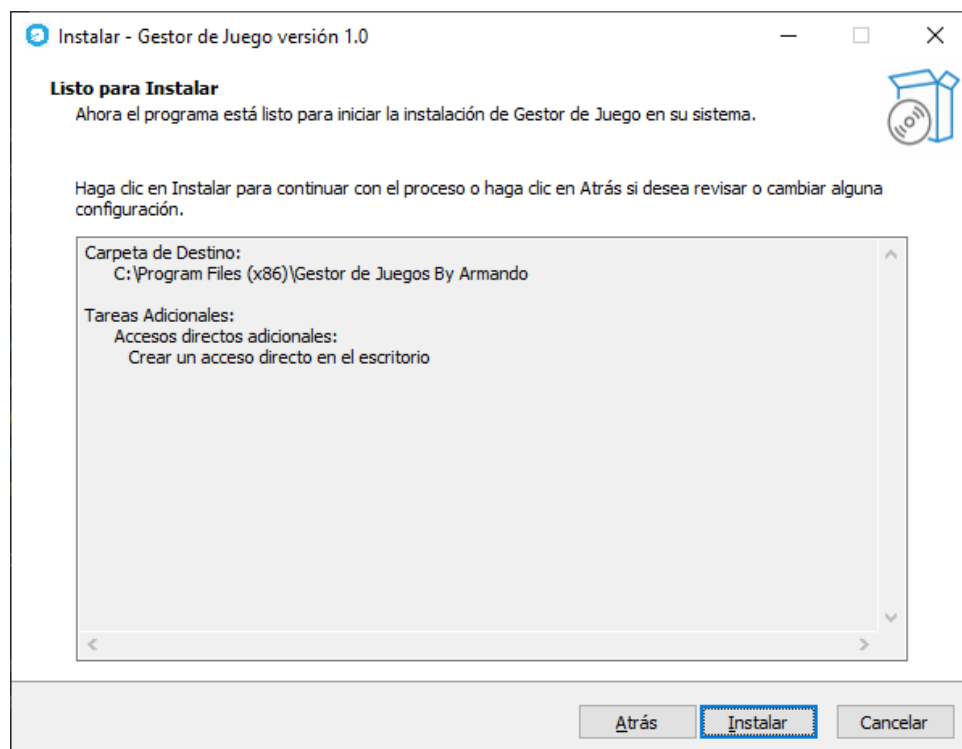 Instalar - Gestor de Juego versión 1.0
Listo para Instalar
Ahora el programa está listo para iniciar la instalación de Gestor de Juego en su sistema.
Haga clic en Instalar para continuar con el proceso o haga clic en Atrás si desea revisar o cambiar alguna
configuración.
Carpeta de Destino:
C:\Program Files (x86)\Gestor de Juegos By Armando
Tareas Adicionales:
Accesos directos adicionales:
Crear un acceso directo en el escritorio
Atrás Instalar Cancelar